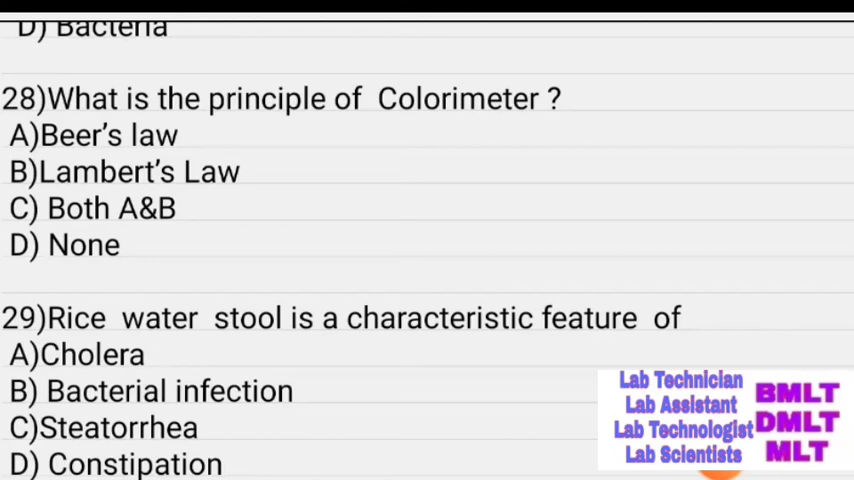 D) Bacteria
28)What is the principle of Colorimeter ?
A)Beer's law
B)Lambert's Law
C) Both A&B
D) None
29)Rice water stool is a characteristic feature of
A)Cholera
B) Bacterial infection
C)Steatorrhea
D) Constipation
Lab Technician
Lab Assistant
Lab Technologist
Lab Scientists
BMLT
DMLT
MLT